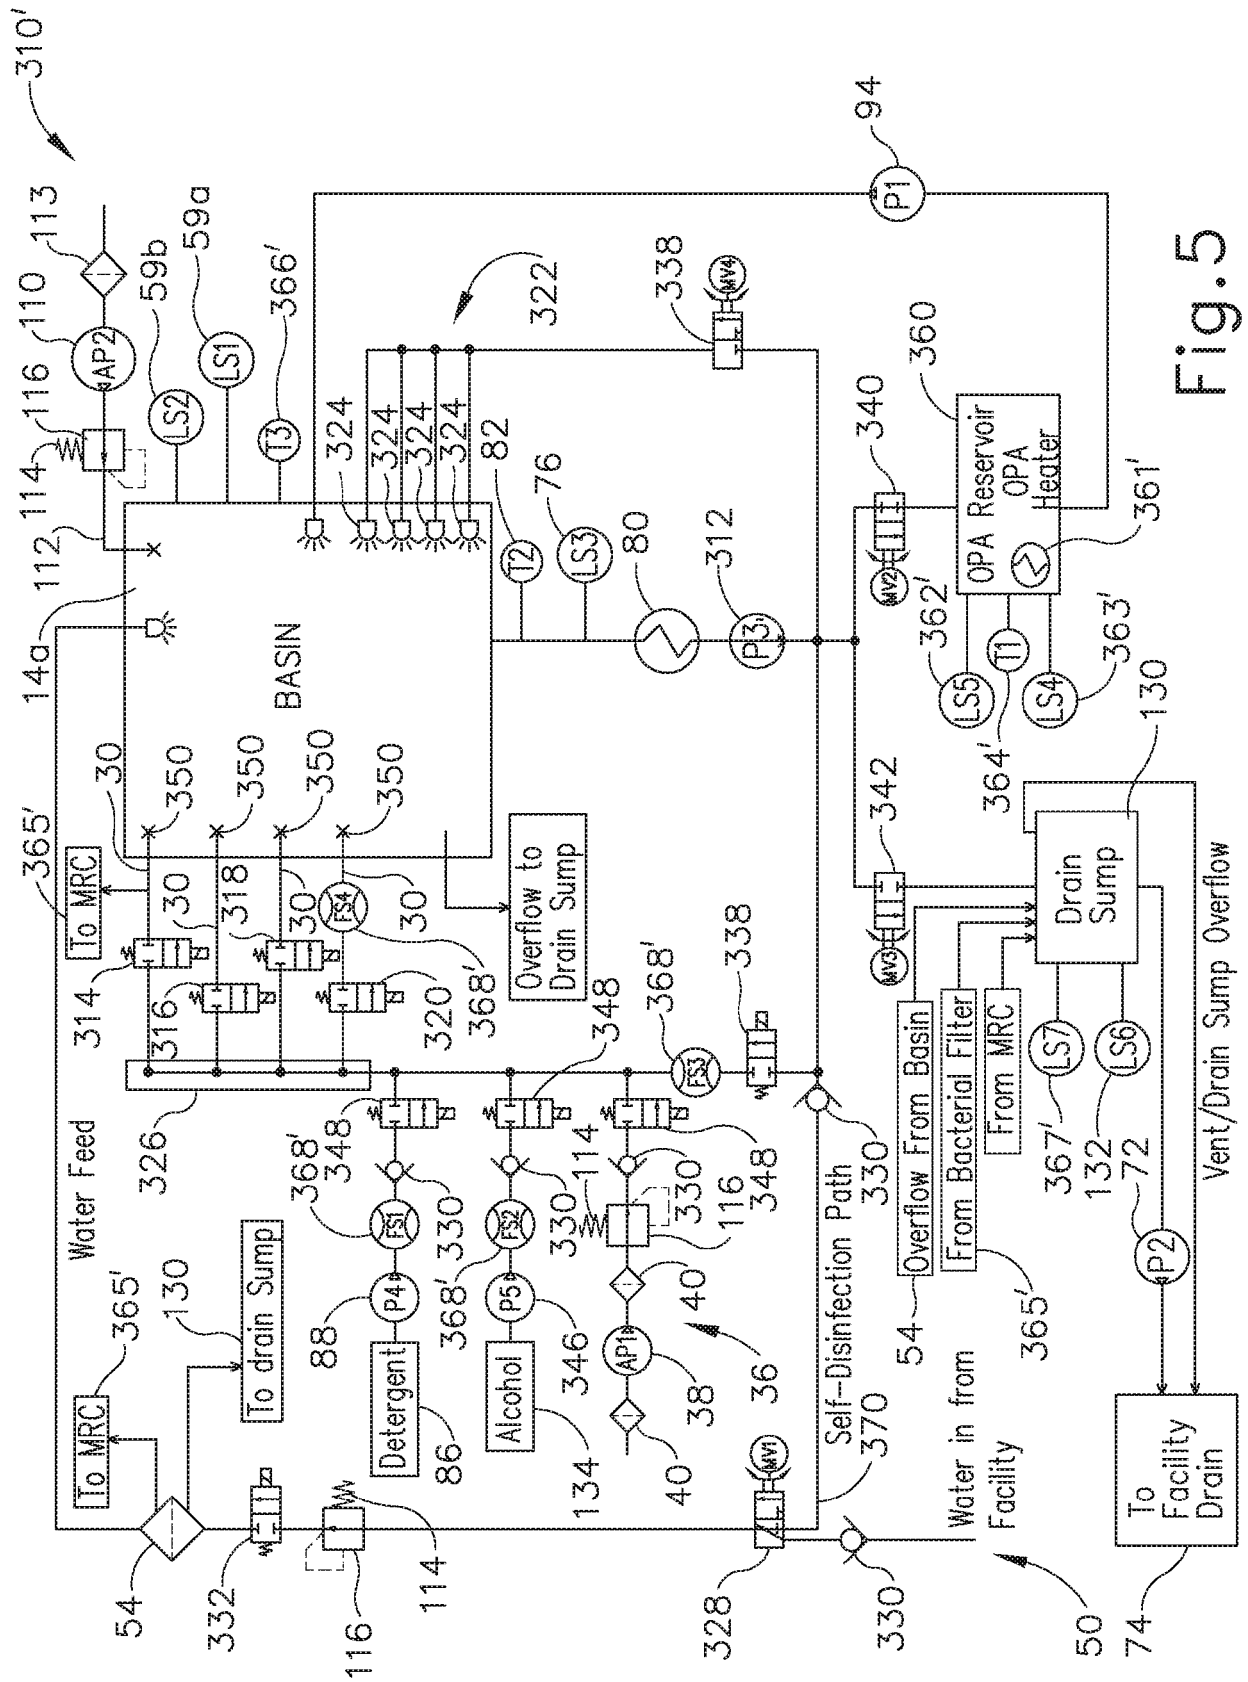 310'
113
110
116
114
112
14a
59b
59a
366'
AP2
LS2
LS1
T3
324
324
324
324
322
338
MV4
94
P1
82
T2
76
LS3
80
312
P3
BASIN
30
350
350
350
350
365'
To MRC
30
318
30
30
FS4
314
316
320
368'
Overflow to
Drain Sump
340
MV2
360
OPA Reservoir
OPA
Heater
361'
362'
LS5
T1
364'
LS4
363'
342
MV3
130
Drain
Sump
Vent/Drain Sump Overflow
326
Water Feed
348
348
348
368'
FS3
338
330
368'
FS1
330
FS2
368'
330
330
114
116
P4
88
P5
346
Detergent
86
Alcohol
134
AP1
38
40
40
36
365'
To MRC
130
To drain Sump
54
332
116
114
328
MV1
Self-Disinfection Path
370
330
Water in from
Facility
50
54
Overflow From Basin
From Bacterial Filter
From MRC
365'
LS7
367'
LS6
132
72
P2
To
Facility
Drain
74
Fig.5